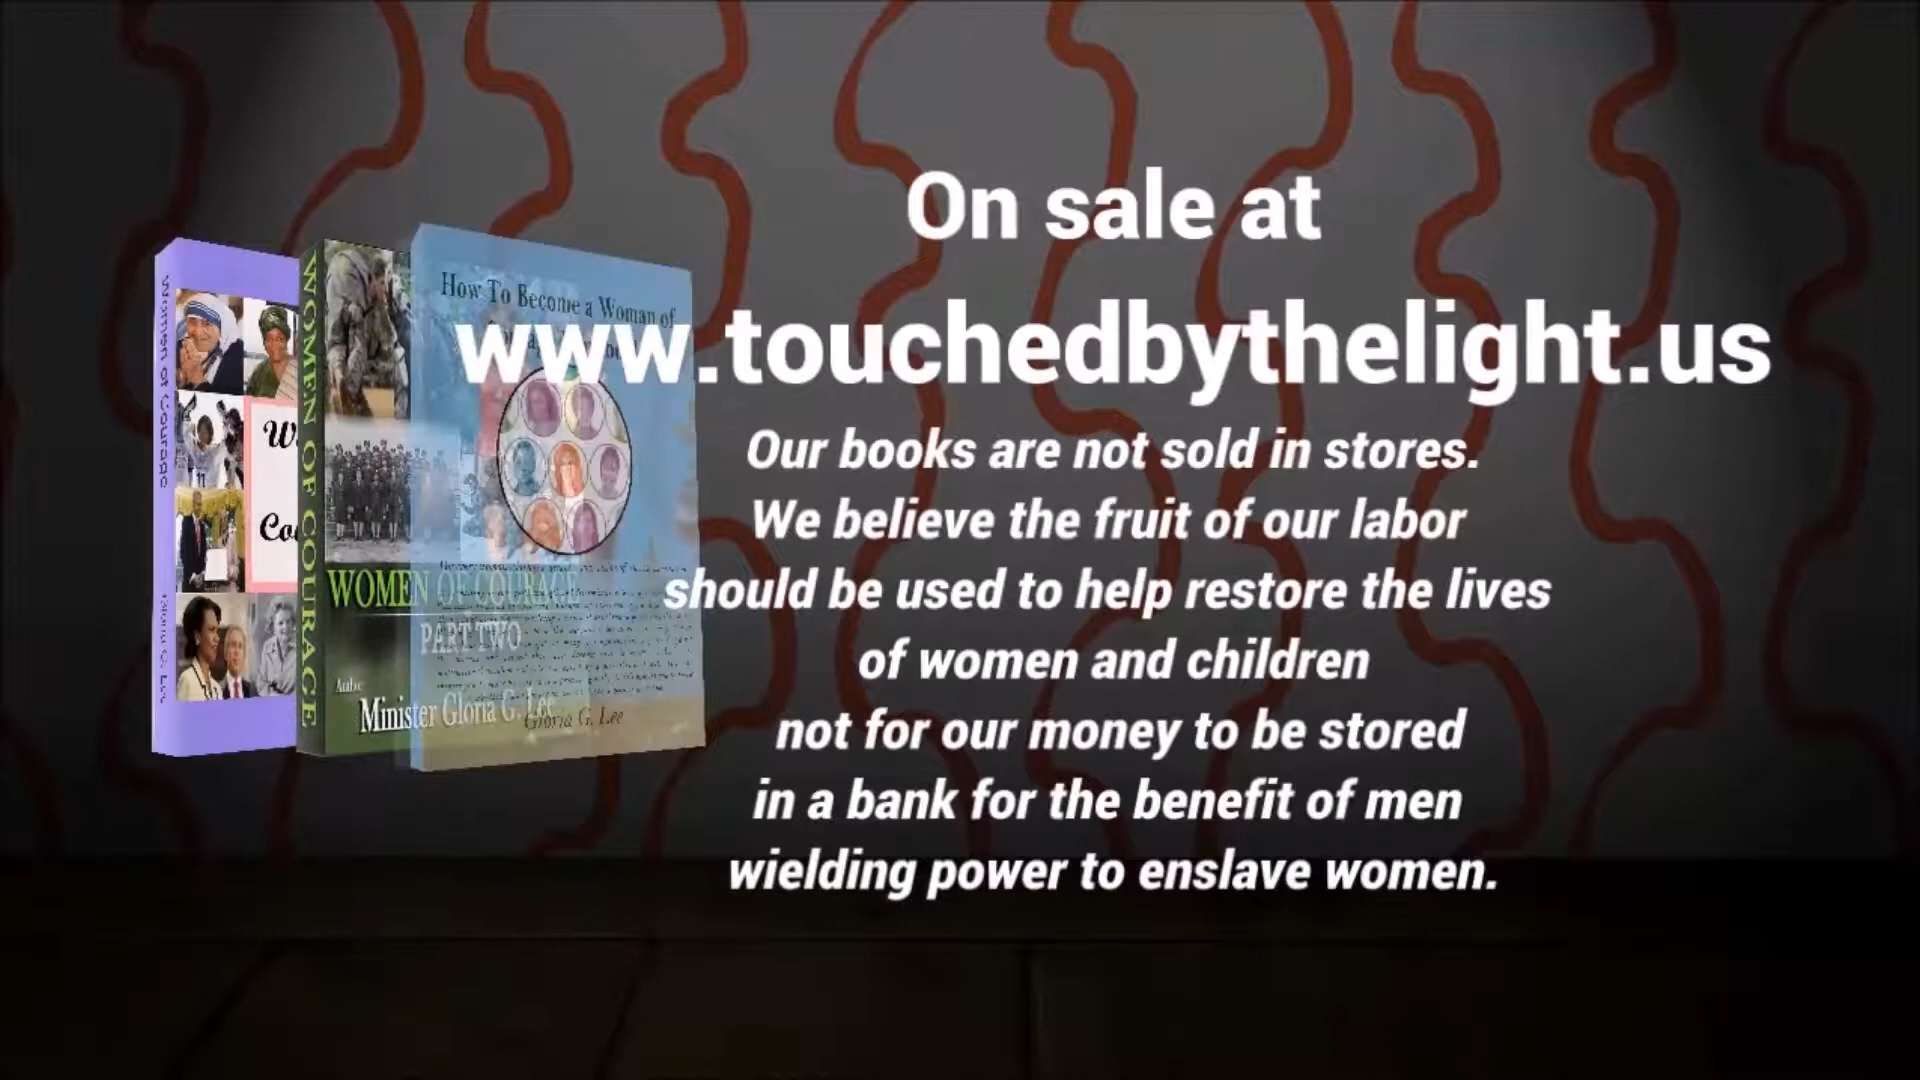 On sale at
www.touchedbythelight.us
Our books are not sold in stores.
We believe the fruit of our labor
should be used to help restore the lives
of women and children
not for our money to be stored
in a bank for the benefit of men
wielding power to enslave women.
Women of Courage
Gloria G. Lee
WOMEN OF COURAGE
WOMEN OF COURAGE
PART TWO
Minister Gloria G. Lee
How To Become a Woman of
Gloria G. Lee